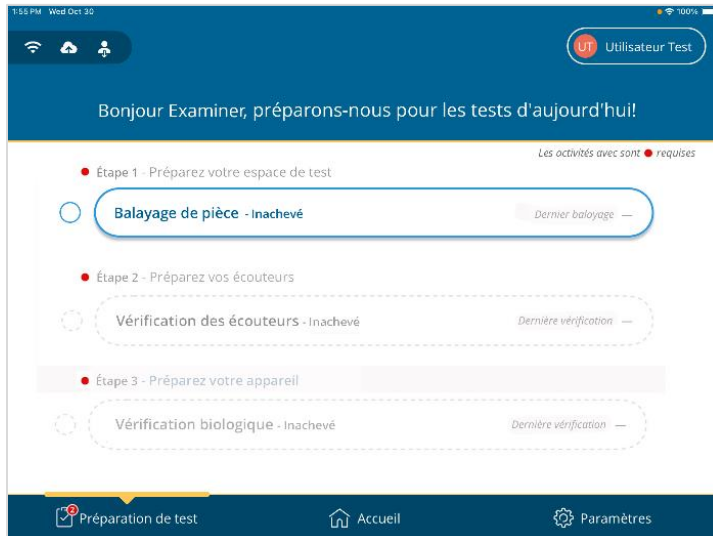 1:55 PM Wed Oct 30
100%
UT Utilisateur Test
Bonjour Examiner, préparons-nous pour les tests d'aujourd'hui!
Les activités avec sont ● requises
Étape 1 - Préparez votre espace de test
Balayage de pièce - Inachevé
Dernier baloyage —
Étape 2 - Préparez vos écouteurs
Vérification des écouteurs - Inachevé
Dernière vérification —
Étape 3 - Préparez votre appareil
Vérification biologique - Inachevé
Dernière vérification —
2
Préparation de test
Accueil
Paramètres